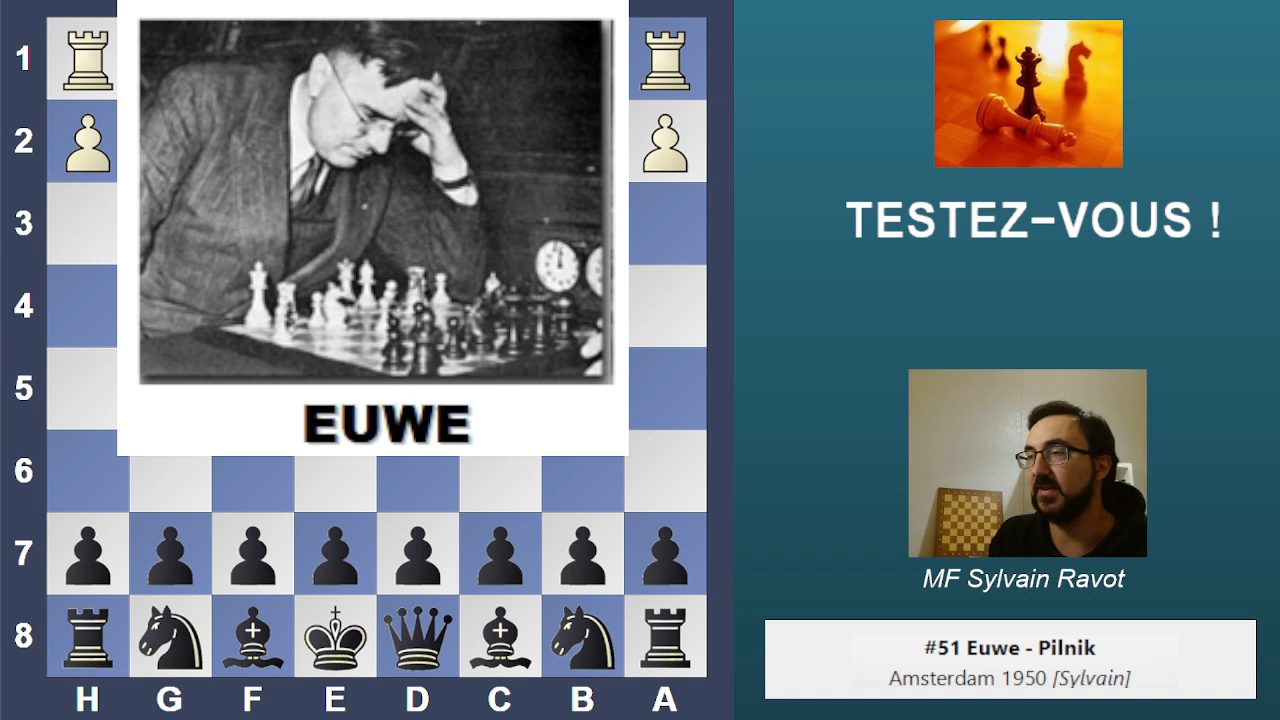 1
2
3
4
5
6
7
8
H G F E D C B A
EUWE
TESTEZ–VOUS !
MF Sylvain Ravot
#51 Euwe - Pilnik
Amsterdam 1950 [Sylvain]